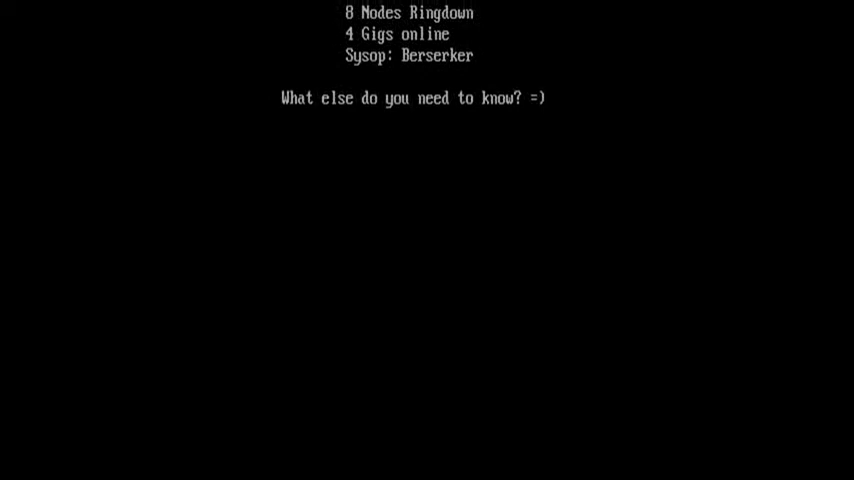 8 Nodes Ringdown
4 Gigs online
Sysop: Berserker
What else do you need to know? =)